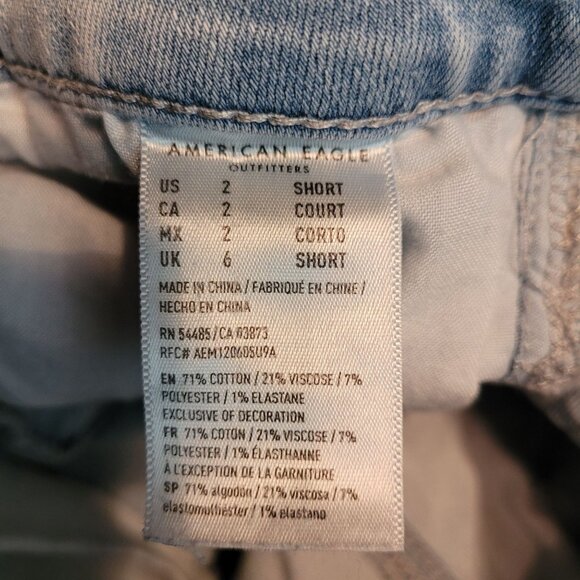 AMERICAN EAGLE
OUTFITTERS
US 2 SHORT
CA 2 COURT
MX 2 CORTO
UK 6 SHORT
MADE IN CHINA / FABRIQUÉ EN CHINE /
HECHO EN CHINA
RN 54485/CA 03873
RFC# AEM120605U9A
EN 71% COTTON / 21% VISCOSE / 7%
POLYESTER / 1% ELASTANE
EXCLUSIVE OF DECORATION
FR 71% COTON / 21% VISCOSE / 7%
POLYESTER / 1% ÉLASTHANNE
À L'EXCEPTION DE LA GARNITURE
SP 71% algodón / 21% viscosa / 7%
elastomultiester / 1% elastano